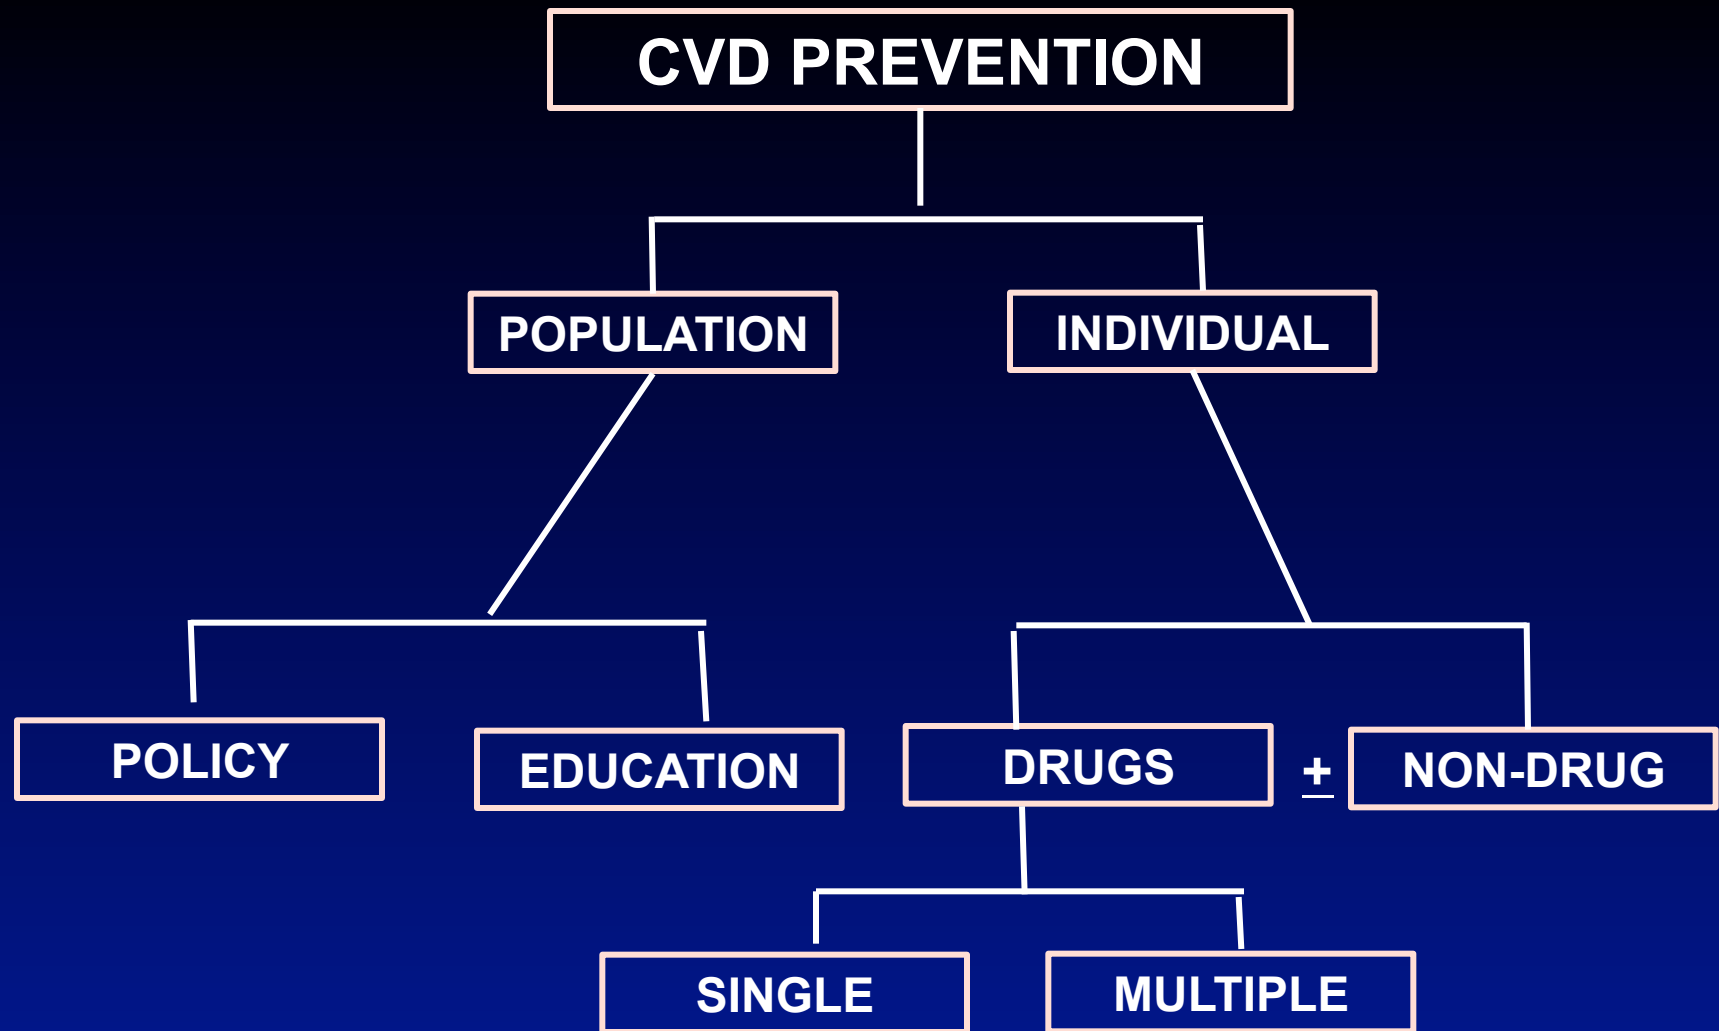 CVD PREVENTION
POPULATION
INDIVIDUAL
POLICY
EDUCATION
DRUGS
±
NON-DRUG
SINGLE
MULTIPLE